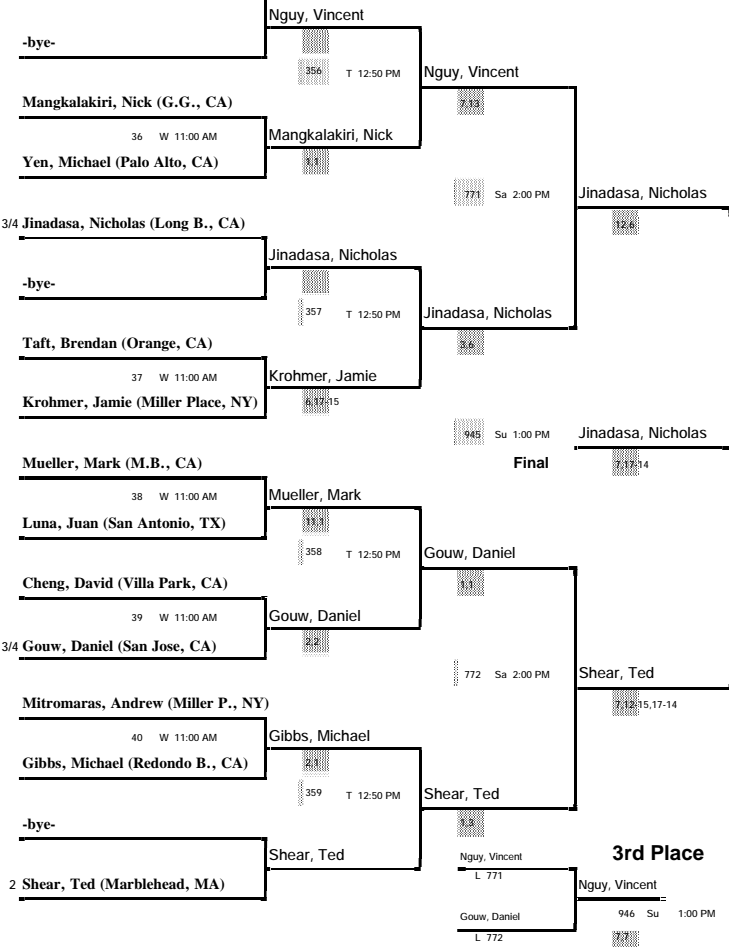 Nguy, Vincent
-bye-
356 T 12:50 PM
Nguy, Vincent
Mangkalakiri, Nick (G.G., CA)
7,13
36 W 11:00 AM
Mangkalakiri, Nick
Yen, Michael (Palo Alto, CA)
1,1
771 Sa 2:00 PM
Jinadasa, Nicholas
3/4 Jinadasa, Nicholas (Long B., CA)
12,6
Jinadasa, Nicholas
-bye-
357 T 12:50 PM
Jinadasa, Nicholas
Taft, Brendan (Orange, CA)
3,6
37 W 11:00 AM
Krohmer, Jamie
Krohmer, Jamie (Miller Place, NY)
6,17-15
945 Su 1:00 PM
Jinadasa, Nicholas
Final
7,17-14
Mueller, Mark (M.B., CA)
38 W 11:00 AM
Mueller, Mark
Luna, Juan (San Antonio, TX)
11,1
358 T 12:50 PM
Gouw, Daniel
Cheng, David (Villa Park, CA)
1,1
39 W 11:00 AM
Gouw, Daniel
3/4 Gouw, Daniel (San Jose, CA)
2,2
772 Sa 2:00 PM
Shear, Ted
Mitromaras, Andrew (Miller P., NY)
7,12-15,17-14
40 W 11:00 AM
Gibbs, Michael
Gibbs, Michael (Redondo B., CA)
2,1
359 T 12:50 PM
Shear, Ted
-bye-
1,3
Shear, Ted
2 Shear, Ted (Marblehead, MA)
3rd Place
Nguy, Vincent
L 771
Nguy, Vincent
Gouw, Daniel
946 Su 1:00 PM
L 772
7,7